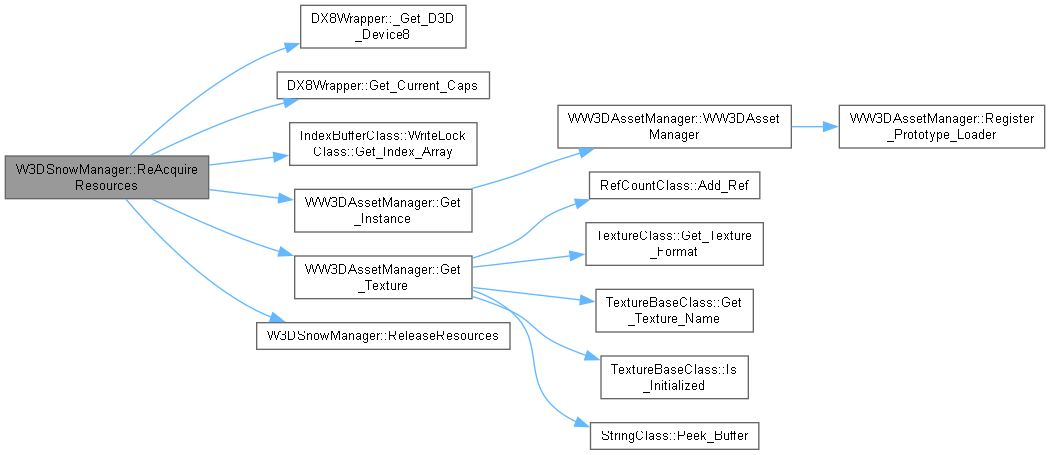 DX8Wrapper::_Get_D3D
_Device8
DX8Wrapper::Get_Current_Caps
IndexBufferClass::WriteLock
Class::Get_Index_Array
WW3DAssetManager::WW3DAsset
Manager
WW3DAssetManager::Register
_Prototype_Loader
W3DSnowManager::ReAcquire
Resources
WW3DAssetManager::Get
_Instance
RefCountClass::Add_Ref
TextureClass::Get_Texture
_Format
WW3DAssetManager::Get
_Texture
TextureBaseClass::Get
_Texture_Name
W3DSnowManager::ReleaseResources
TextureBaseClass::Is
_Initialized
StringClass::Peek_Buffer